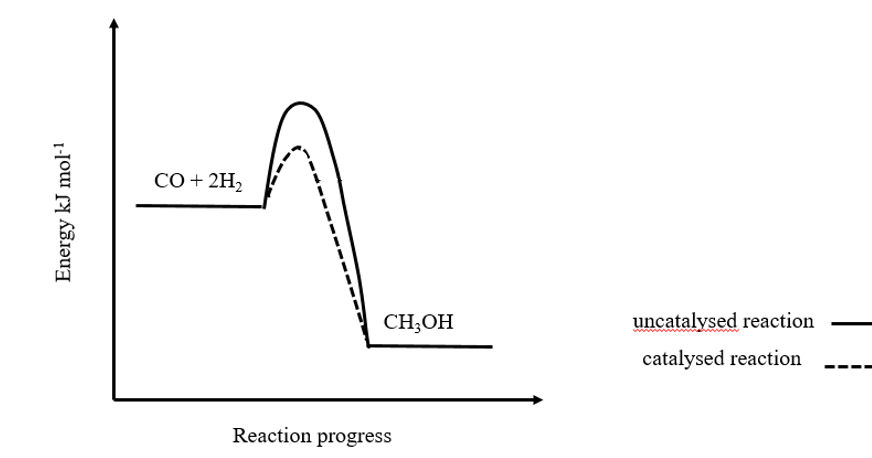 Energy kJ mol⁻¹
CO + 2H₂
CH₃OH
Reaction progress
uncatalysed reaction
catalysed reaction